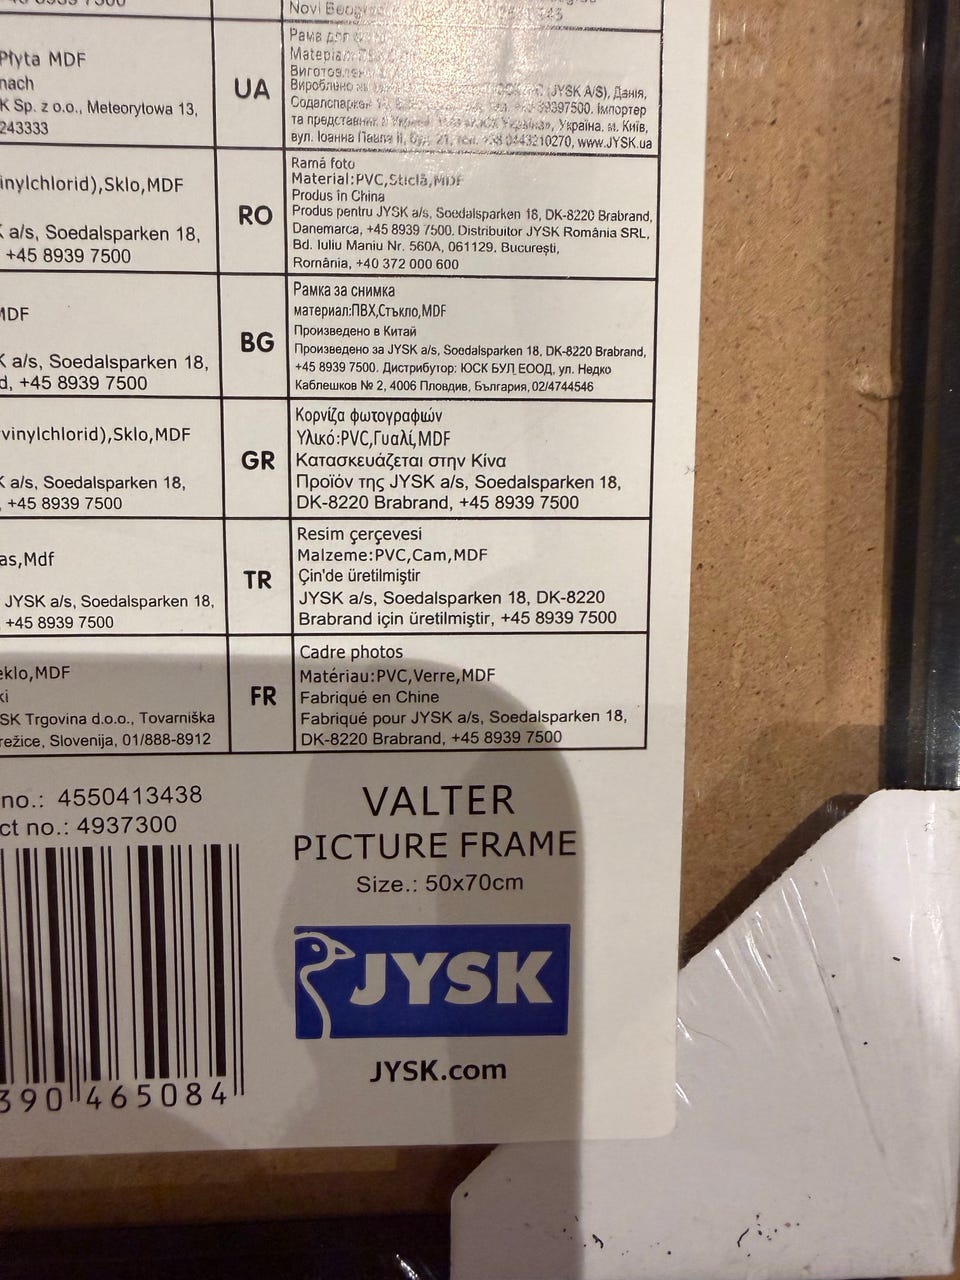 +45 8939 7500
Płyta MDF
nach
K Sp. z o.o., Meteorytowa 13,
243333
inylchlorid),Sklo,MDF
K a/s, Soedalsparken 18,
+45 8939 7500
MDF
K a/s, Soedalsparken 18,
d, +45 8939 7500
vinylchlorid),Sklo,MDF
K a/s, Soedalsparken 18,
, +45 8939 7500
as,Mdf
JYSK a/s, Soedalsparken 18,
+45 8939 7500
eklo,MDF
ki
SK Trgovina d.o.o., Tovarniška
režice, Slovenija, 01/888-8912
Novi
UA
Рама для
(JYSK A/S), Данія,
39397500. Імпортер
та представник в Україна. м. Київ,
вул. Іоанна Павла ІІ, буд. 21, тел. +38 0443210270, www.JYSK.ua
RO
Ramă foto
Material:PVC,Sticlă,MDF
Produs în China
Produs pentru JYSK a/s, Soedalsparken 18, DK-8220 Brabrand,
Danemarca, +45 8939 7500. Distribuitor JYSK România SRL,
Bd. Iuliu Maniu Nr. 560A, 061129, Bucureşti,
România, +40 372 000 600
BG
Рамка за снимка
материал:ПВХ,Стъкло,MDF
Произведено в Китай
Произведено за JYSK a/s, Soedalsparken 18, DK-8220 Brabrand,
+45 8939 7500. Дистрибутор: ЮСК БУЛ ЕООД, ул. Недко
Каблешков № 2, 4006 Пловдив, България, 02/4744546
GR
Κορνίζα φωτογραφιών
Υλικό:PVC,Γυαλί,MDF
Κατασκευάζεται στην Κίνα
Προϊόν της JYSK a/s, Soedalsparken 18,
DK-8220 Brabrand, +45 8939 7500
TR
Resim çerçevesi
Malzeme:PVC,Cam,MDF
Çin'de üretilmiştir
JYSK a/s, Soedalsparken 18, DK-8220
Brabrand için üretilmiştir, +45 8939 7500
FR
Cadre photos
Matériau:PVC,Verre,MDF
Fabriqué en Chine
Fabriqué pour JYSK a/s, Soedalsparken 18,
DK-8220 Brabrand, +45 8939 7500
no.: 4550413438
ct no.: 4937300
390 465084
VALTER
PICTURE FRAME
Size.: 50x70cm
JYSK
JYSK.com